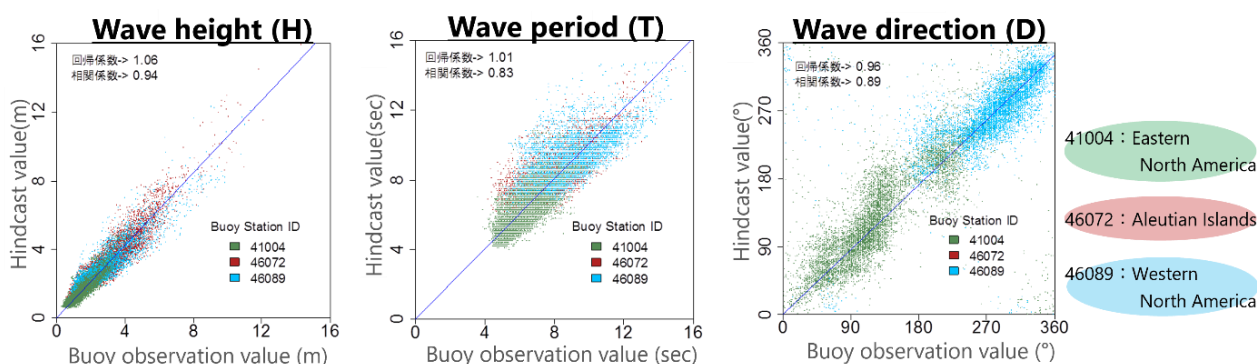 Wave height (H)
16
12
8
4
0
0
4
8
12
16
Hindcast value(m)
Buoy observation value (m)
回帰係数-> 1.06
相関係数-> 0.94
Buoy Station ID
41004
46072
46089
Wave period (T)
16
12
8
4
0
0
4
8
12
16
Hindcast value(sec)
Buoy observation value (sec)
回帰係数-> 1.01
相関係数-> 0.83
Buoy Station ID
41004
46072
46089
Wave direction (D)
360
270
180
90
0
0
90
180
270
360
Hindcast value(°)
Buoy observation value (°)
回帰係数-> 0.96
相関係数-> 0.89
Buoy Station ID
41004
46072
46089
41004：Eastern
North America
46072：Aleutian Islands
46089：Western
North America